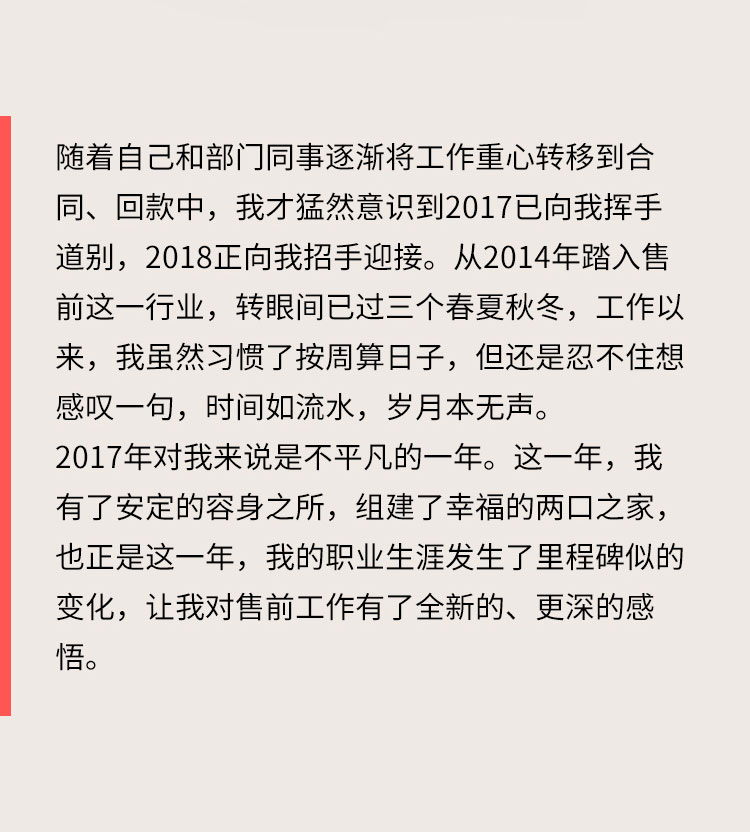 随着自己和部门同事逐渐将工作重心转移到合
同、回款中，我才猛然意识到2017已向我挥手
道别，2018正向我招手迎接。从2014年踏入售
前这一行业，转眼间已过三个春夏秋冬，工作以
来，我虽然习惯了按周算日子，但还是忍不住想
感叹一句，时间如流水，岁月本无声。
2017年对我来说是不平凡的一年。这一年，我
有了安定的容身之所，组建了幸福的两口之家，
也正是这一年，我的职业生涯发生了里程碑似的
变化，让我对售前工作有了全新的、更深的感
悟。